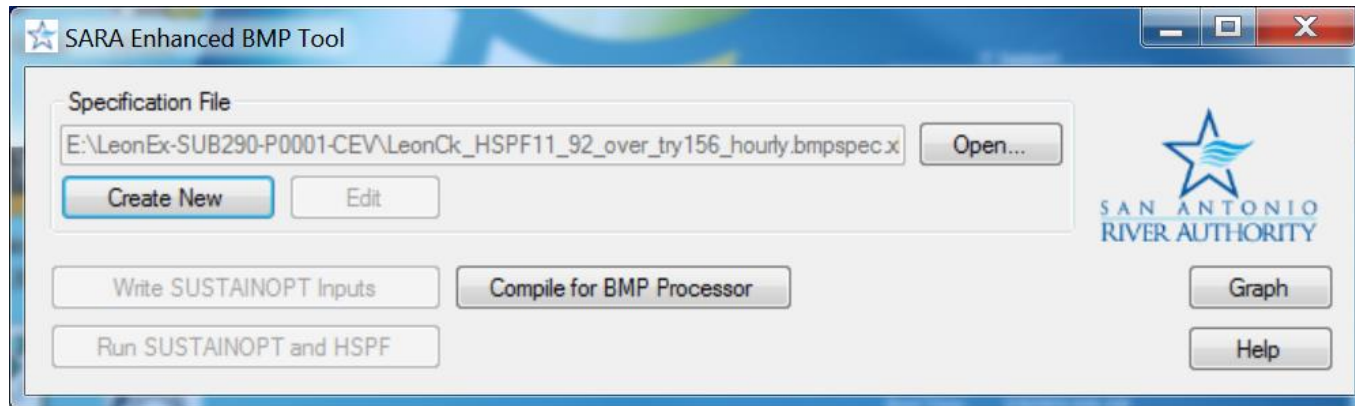 SARA Enhanced BMP Tool
Specification File
E:\LeonEx-SUB290-P0001-CEV\LeonCk_HSPF11_92_over_try156_hourly.bmpspec.x
Open...
Create New
Edit
SAN ANTONIO
RIVER AUTHORITY
Write SUSTAINOPT Inputs
Compile for BMP Processor
Graph
Run SUSTAINOPT and HSPF
Help